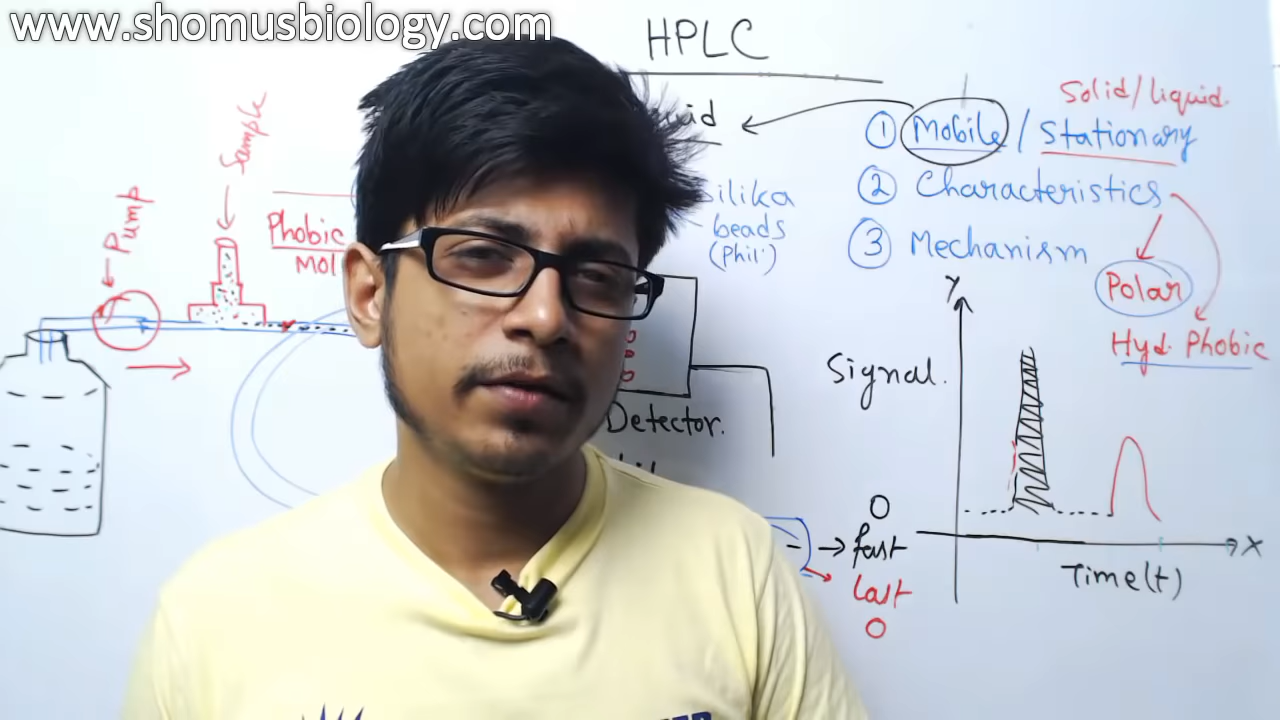 www.shomusbiology.com
HPLC
Solid/liquid.
① Mobile / Stationary
② Characteristics
③ Mechanism
Polar
Hyd. Phobic
Sample
Pump
Phobic
Mol
Silika
beads
(Phil')
Detector.
Y
Signal.
X
Time(t)
fast
last